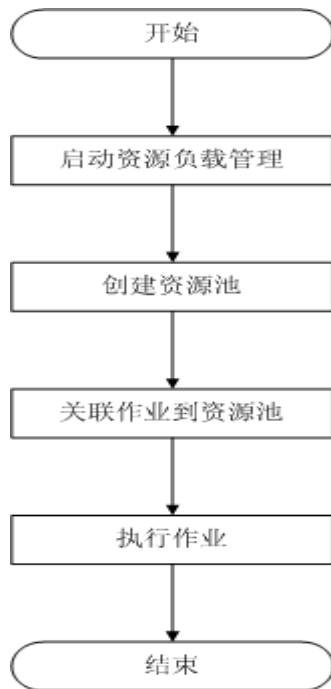 开始
启动资源负载管理
创建资源池
关联作业到资源池
执行作业
结束